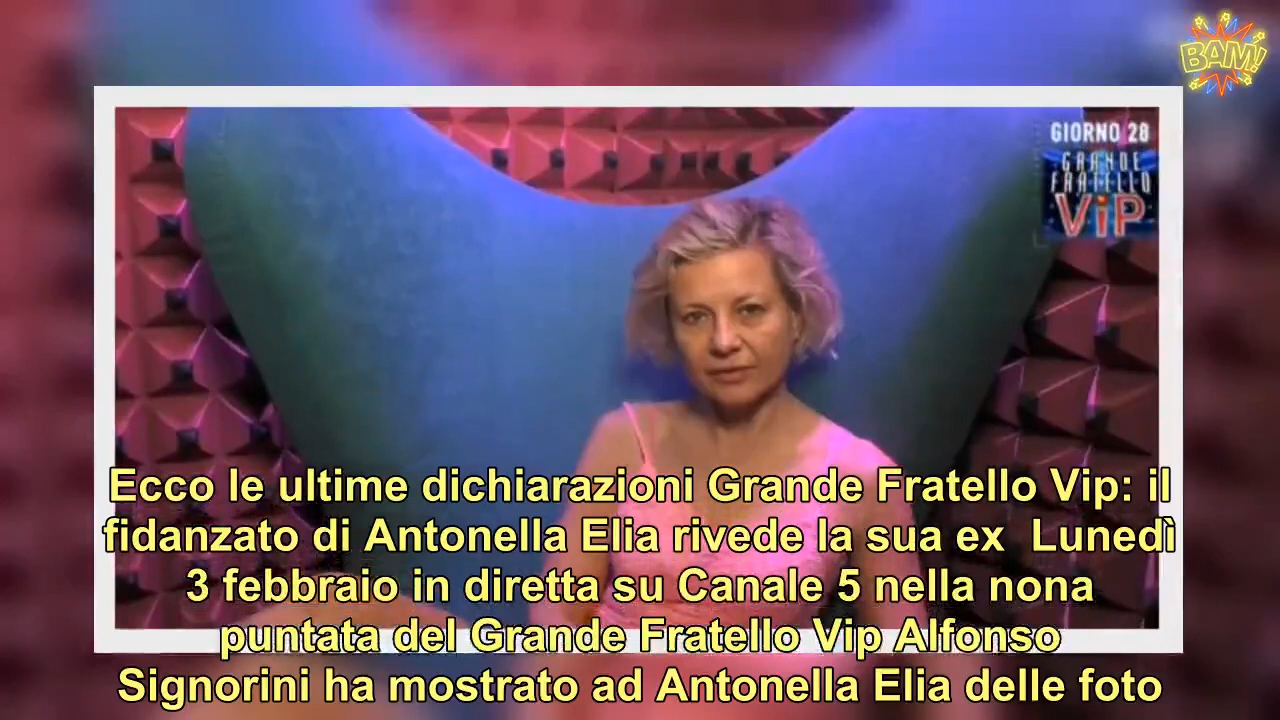 BAM!
GIORNO 28
GRANDE
FRATELLO
ViP
Ecco le ultime dichiarazioni Grande Fratello Vip: il
fidanzato di Antonella Elia rivede la sua ex  Lunedì
3 febbraio in diretta su Canale 5 nella nona
puntata del Grande Fratello Vip Alfonso
Signorini ha mostrato ad Antonella Elia delle foto